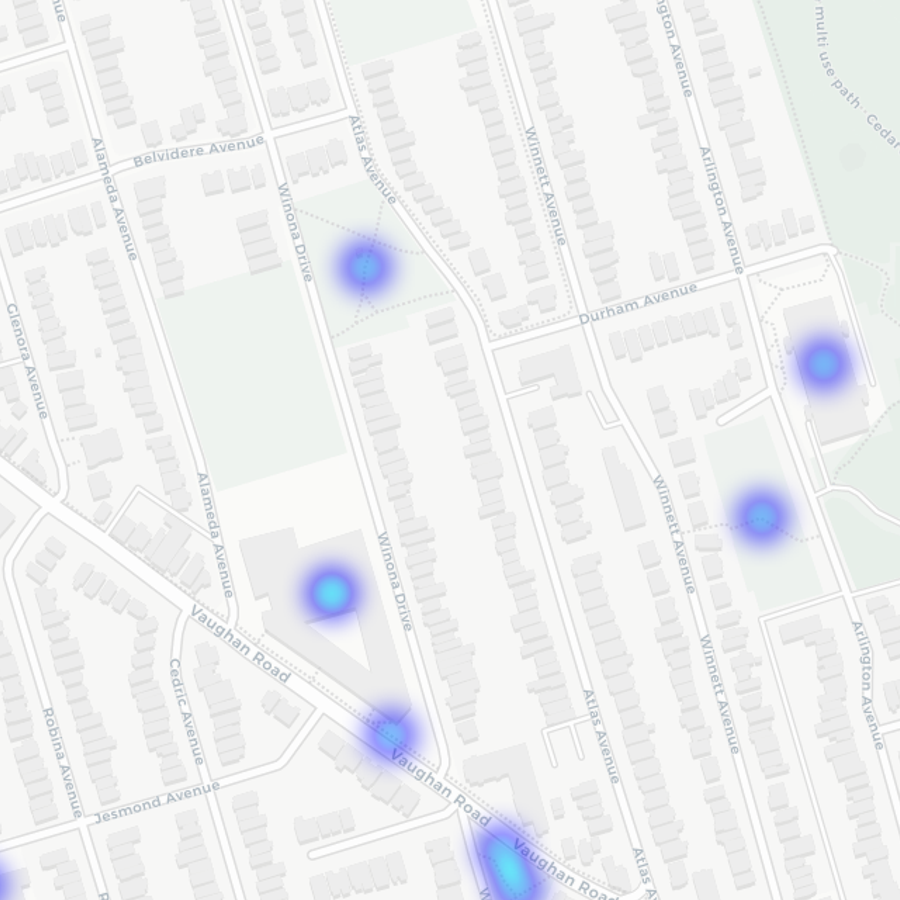 multi use path · Cedar
Belvidere Avenue
Alameda Avenue
Atlas Avenue
Winnett Avenue
Arlington Avenue
Winona Drive
Durham Avenue
Glenora Avenue
Alameda Avenue
Winnett Avenue
Winona Drive
Vaughan Road
Cedric Avenue
Robina Avenue
Arlington Avenue
Winnett Avenue
Atlas Avenue
Jesmond Avenue
Vaughan Road
Vaughan Road